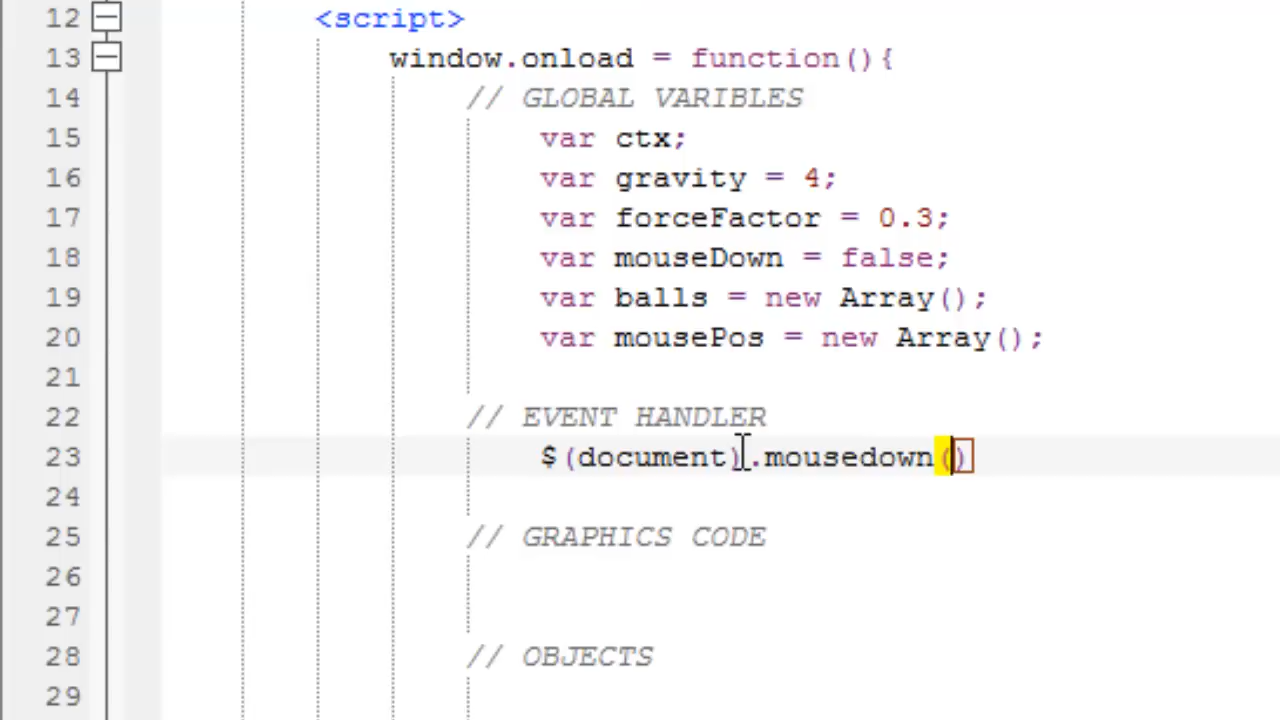 12 <script>
13 window.onload = function(){
14 // GLOBAL VARIBLES
15 var ctx;
16 var gravity = 4;
17 var forceFactor = 0.3;
18 var mouseDown = false;
19 var balls = new Array();
20 var mousePos = new Array();
21
22 // EVENT HANDLER
23 $(document).mousedown()
24
25 // GRAPHICS CODE
26
27
28 // OBJECTS
29